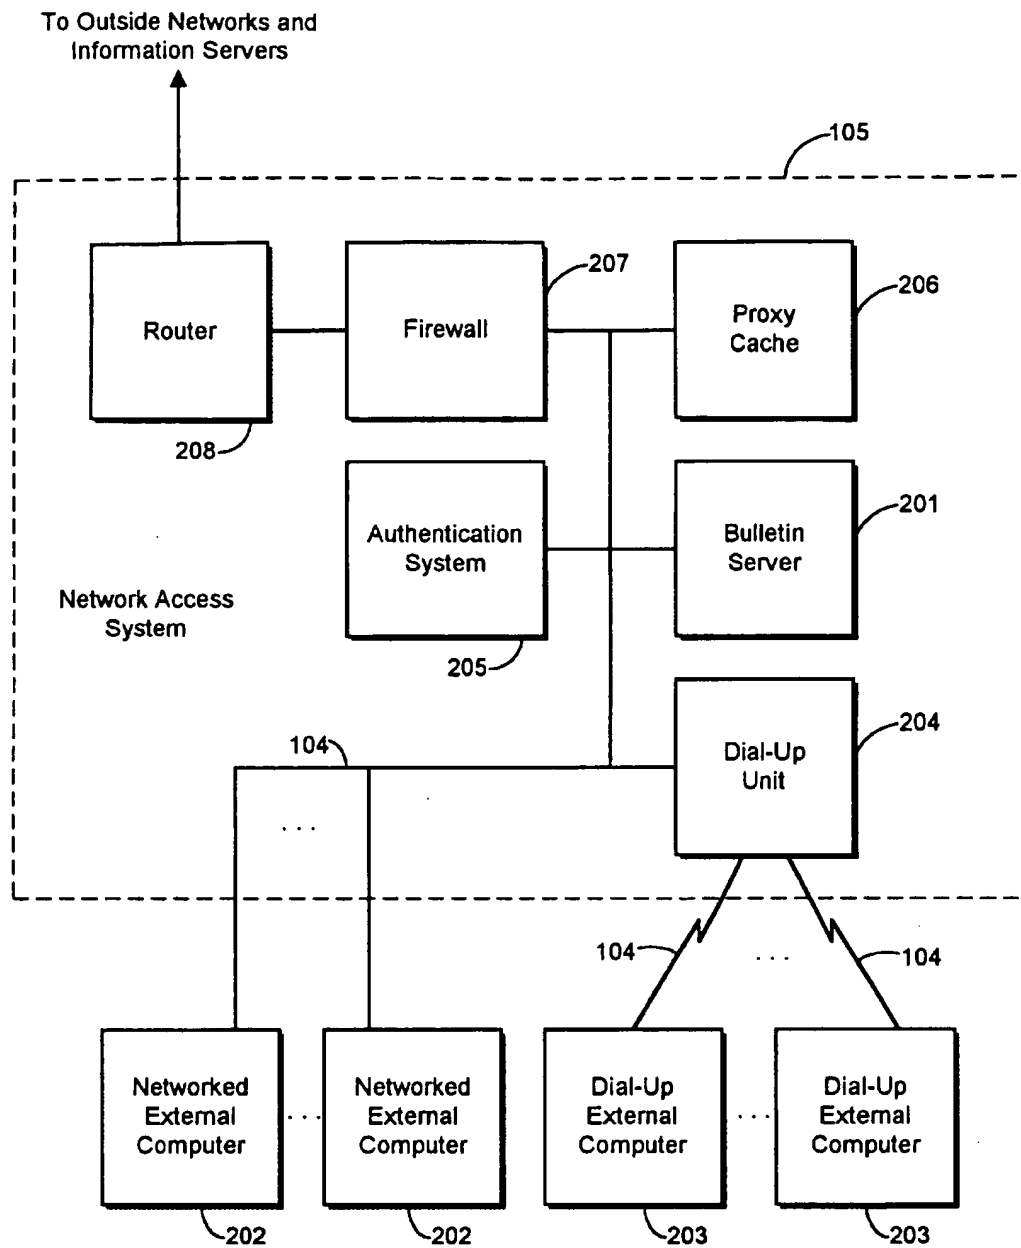 To Outside Networks and
Information Servers
105
Router
208
Firewall
207
Proxy
Cache
206
Authentication
System
205
Bulletin
Server
201
Network Access
System
104
Dial-Up
Unit
204
. . .
104
. . .
104
Networked
External
Computer
202
. . .
Networked
External
Computer
202
Dial-Up
External
Computer
203
. . .
Dial-Up
External
Computer
203